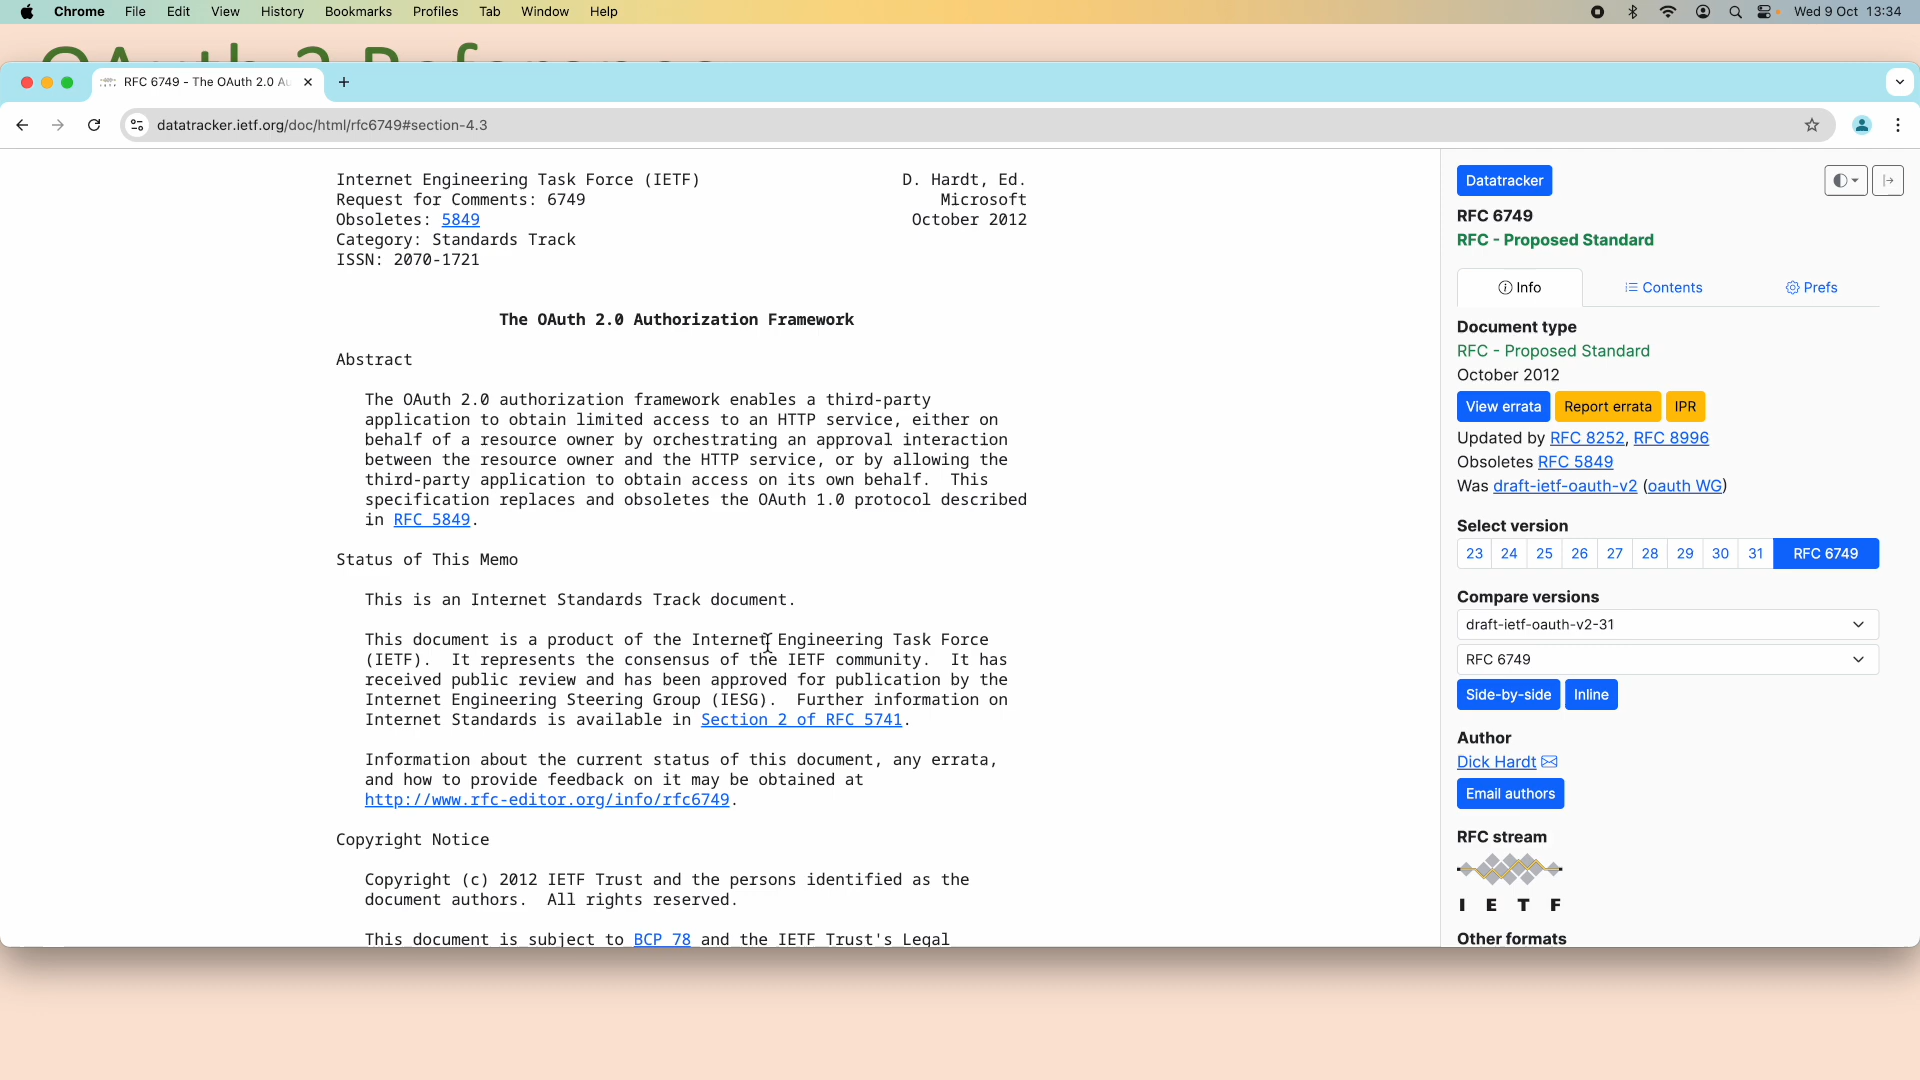 Chrome File Edit View History Bookmarks Profiles Tab Window Help Wed 9 Oct 13:34
OAuth 2 Reference
RFC 6749 - The OAuth 2.0 Au
datatracker.ietf.org/doc/html/rfc6749#section-4.3
Internet Engineering Task Force (IETF) D. Hardt, Ed.
Request for Comments: 6749 Microsoft
Obsoletes: 5849 October 2012
Category: Standards Track
ISSN: 2070-1721
The OAuth 2.0 Authorization Framework
Abstract
The OAuth 2.0 authorization framework enables a third-party
application to obtain limited access to an HTTP service, either on
behalf of a resource owner by orchestrating an approval interaction
between the resource owner and the HTTP service, or by allowing the
third-party application to obtain access on its own behalf. This
specification replaces and obsoletes the OAuth 1.0 protocol described
in RFC 5849.
Status of This Memo
This is an Internet Standards Track document.
This document is a product of the Internet Engineering Task Force
(IETF). It represents the consensus of the IETF community. It has
received public review and has been approved for publication by the
Internet Engineering Steering Group (IESG). Further information on
Internet Standards is available in Section 2 of RFC 5741.
Information about the current status of this document, any errata,
and how to provide feedback on it may be obtained at
http://www.rfc-editor.org/info/rfc6749.
Copyright Notice
Copyright (c) 2012 IETF Trust and the persons identified as the
document authors. All rights reserved.
This document is subject to BCP 78 and the IETF Trust's Legal
Datatracker
RFC 6749
RFC - Proposed Standard
Info Contents Prefs
Document type
RFC - Proposed Standard
October 2012
View errata Report errata IPR
Updated by RFC 8252, RFC 8996
Obsoletes RFC 5849
Was draft-ietf-oauth-v2 (oauth WG)
Select version
23 24 25 26 27 28 29 30 31 RFC 6749
Compare versions
draft-ietf-oauth-v2-31
RFC 6749
Side-by-side Inline
Author
Dick Hardt
Email authors
RFC stream
I E T F
Other formats